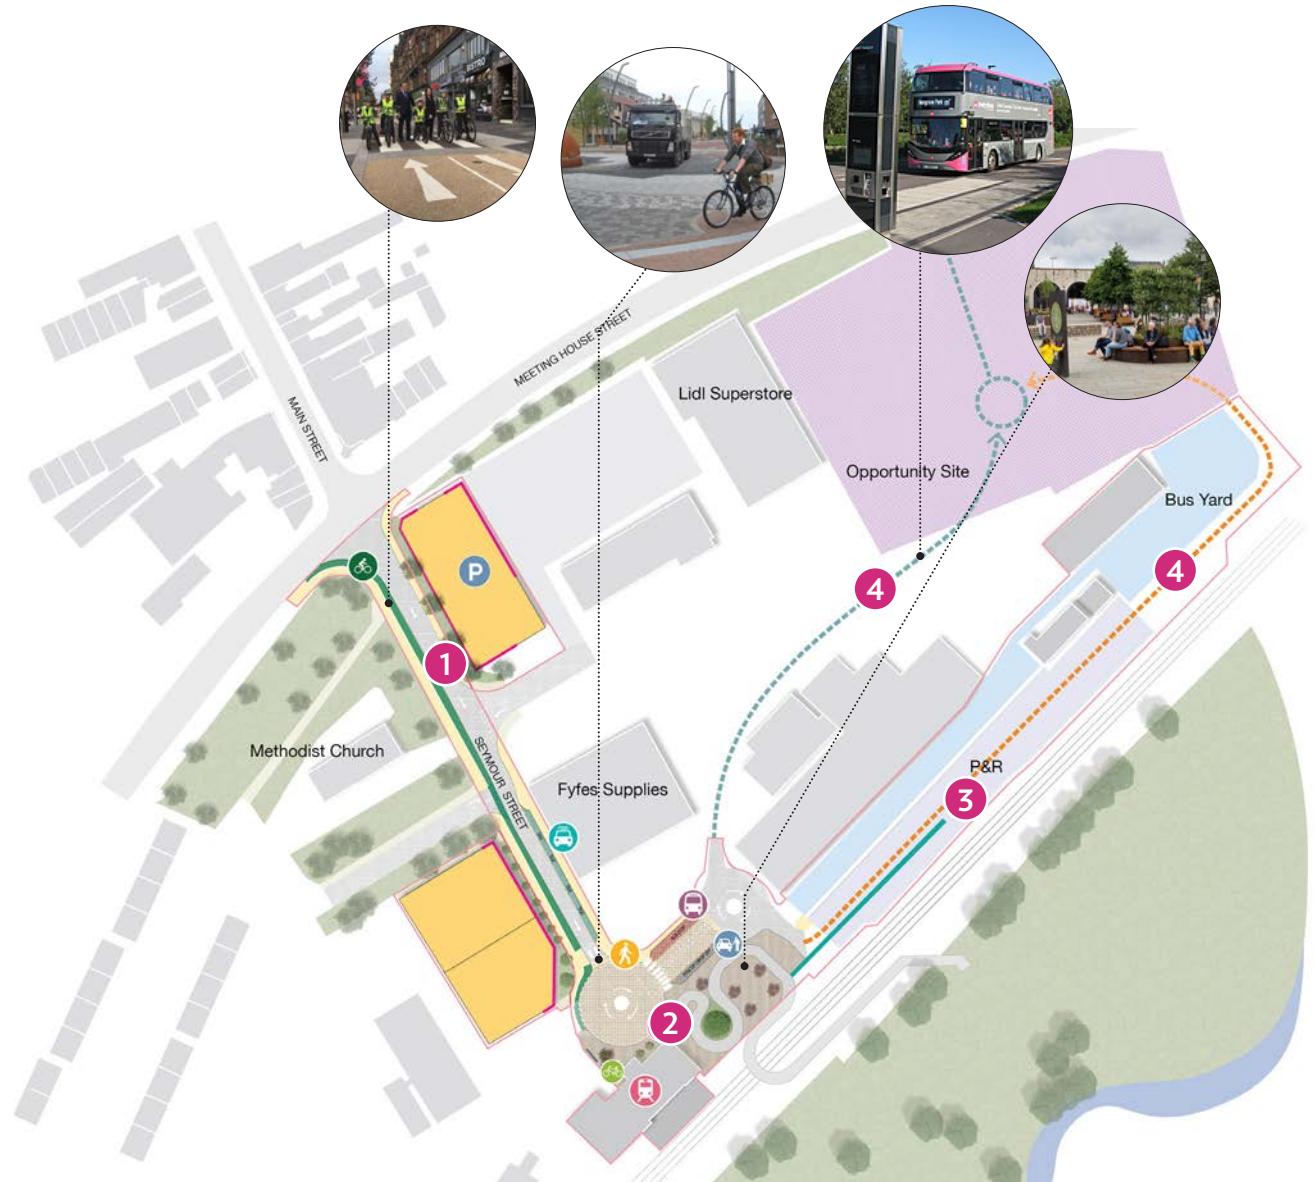 BISTRO
MEETING HOUSE STREET
MAIN STREET
Lidl Superstore
Opportunity Site
Bus Yard
P
4
4
1
Methodist Church
SEYMOUR STREET
Fyfes Supplies
P&R
3
2